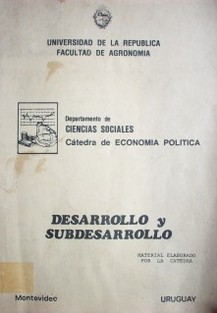 UNIVERSIDAD DE LA REPUBLICA
FACULTAD DE AGRONOMIA
Departamento de
CIENCIAS SOCIALES
Cátedra de ECONOMIA POLITICA
DESARROLLO y
SUBDESARROLLO
MATERIAL ELABORADO
POR LA CATEDRA
Montevideo URUGUAY